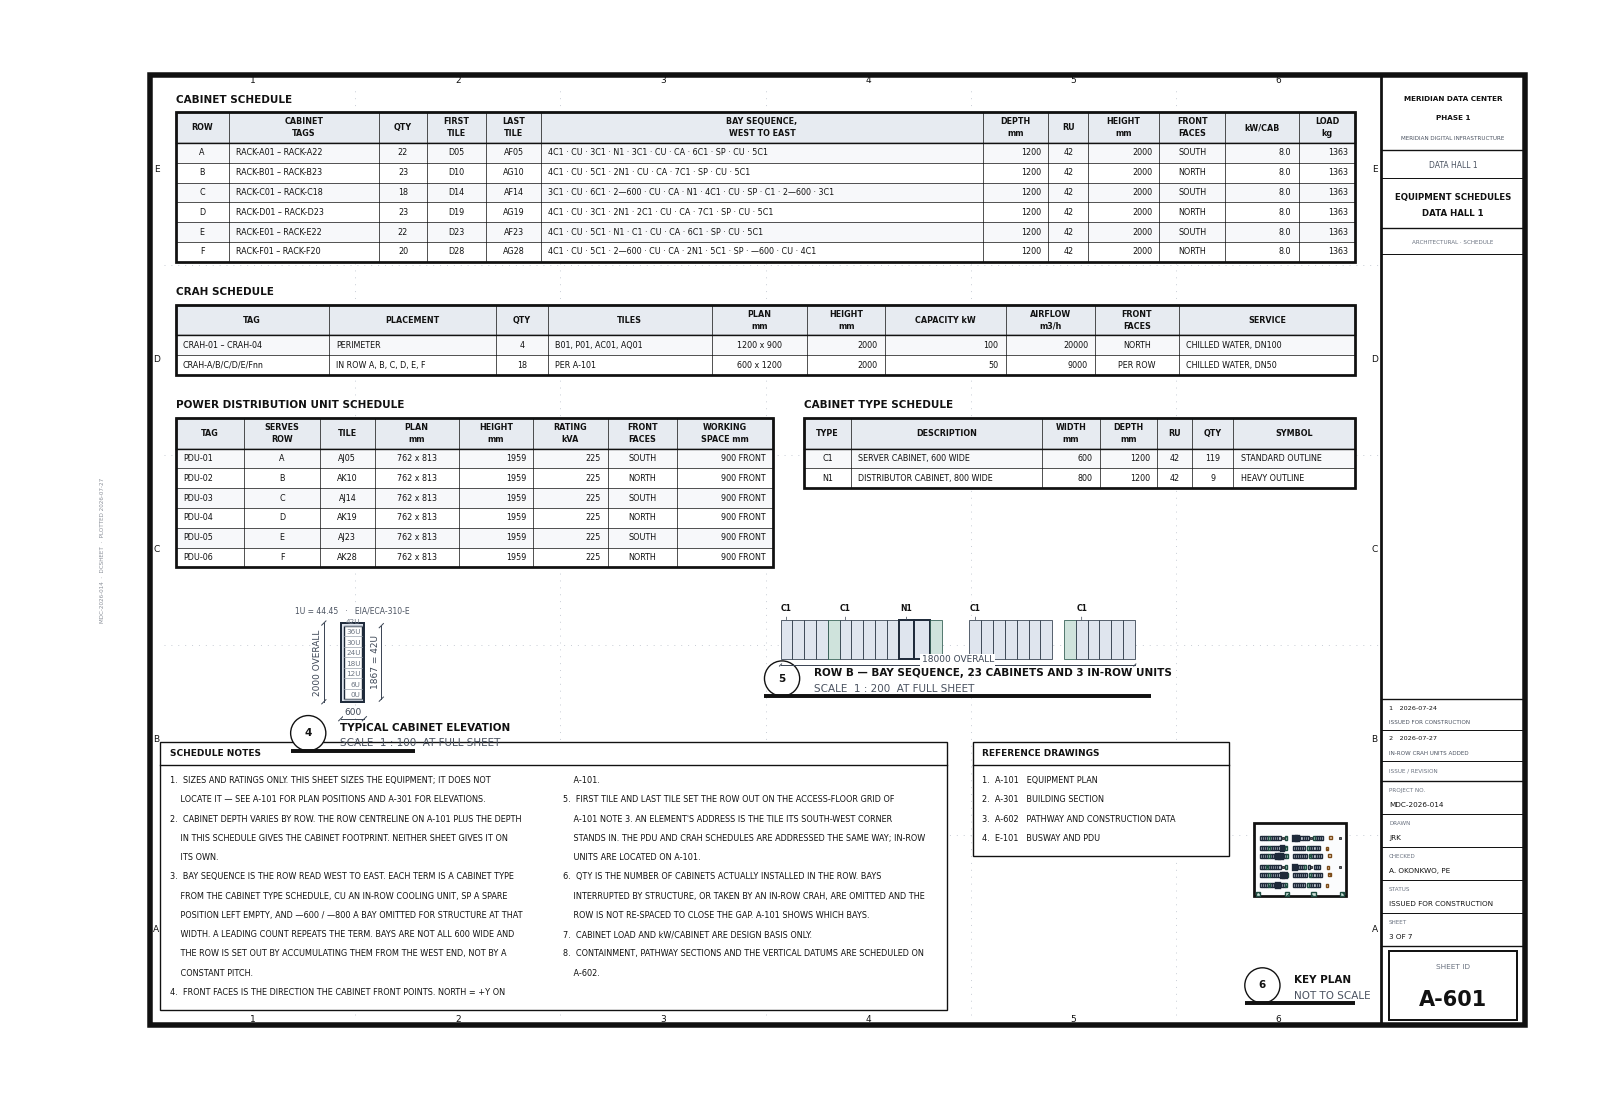 1 2 3 4 5 6
CABINET SCHEDULE
ROW CABINET TAGS QTY FIRST TILE LAST TILE BAY SEQUENCE, WEST TO EAST DEPTH mm RU HEIGHT mm FRONT FACES kW/CAB LOAD kg
A RACK-A01 – RACK-A22 22 D05 AF05 4C1 · CU · 3C1 · N1 · 3C1 · CU · CA · 6C1 · SP · CU · 5C1 1200 42 2000 SOUTH 8.0 1363
B RACK-B01 – RACK-B23 23 D10 AG10 4C1 · CU · 5C1 · 2N1 · CU · CA · 7C1 · SP · CU · 5C1 1200 42 2000 NORTH 8.0 1363
C RACK-C01 – RACK-C18 18 D14 AF14 3C1 · CU · 6C1 · 2—600 · CU · CA · N1 · 4C1 · CU · SP · C1 · 2—600 · 3C1 1200 42 2000 SOUTH 8.0 1363
D RACK-D01 – RACK-D23 23 D19 AG19 4C1 · CU · 3C1 · 2N1 · 2C1 · CU · CA · 7C1 · SP · CU · 5C1 1200 42 2000 NORTH 8.0 1363
E RACK-E01 – RACK-E22 22 D23 AF23 4C1 · CU · 5C1 · N1 · C1 · CU · CA · 6C1 · SP · CU · 5C1 1200 42 2000 SOUTH 8.0 1363
F RACK-F01 – RACK-F20 20 D28 AG28 4C1 · CU · 5C1 · 2—600 · CU · CA · 2N1 · 5C1 · SP · —600 · CU · 4C1 1200 42 2000 NORTH 8.0 1363
CRAH SCHEDULE
TAG PLACEMENT QTY TILES PLAN mm HEIGHT mm CAPACITY kW AIRFLOW m3/h FRONT FACES SERVICE
CRAH-01 – CRAH-04 PERIMETER 4 B01, P01, AC01, AQ01 1200 x 900 2000 100 20000 NORTH CHILLED WATER, DN100
CRAH-A/B/C/D/E/Fnn IN ROW A, B, C, D, E, F 18 PER A-101 600 x 1200 2000 50 9000 PER ROW CHILLED WATER, DN50
POWER DISTRIBUTION UNIT SCHEDULE
TAG SERVES ROW TILE PLAN mm HEIGHT mm RATING kVA FRONT FACES WORKING SPACE mm
PDU-01 A AJ05 762 x 813 1959 225 SOUTH 900 FRONT
PDU-02 B AK10 762 x 813 1959 225 NORTH 900 FRONT
PDU-03 C AJ14 762 x 813 1959 225 SOUTH 900 FRONT
PDU-04 D AK19 762 x 813 1959 225 NORTH 900 FRONT
PDU-05 E AJ23 762 x 813 1959 225 SOUTH 900 FRONT
PDU-06 F AK28 762 x 813 1959 225 NORTH 900 FRONT
CABINET TYPE SCHEDULE
TYPE DESCRIPTION WIDTH mm DEPTH mm RU QTY SYMBOL
C1 SERVER CABINET, 600 WIDE 600 1200 42 119 STANDARD OUTLINE
N1 DISTRIBUTOR CABINET, 800 WIDE 800 1200 42 9 HEAVY OUTLINE
1U = 44.45 · EIA/ECA-310-E
2000 OVERALL
42U
36U
30U
24U
18U
12U
6U
0U
1867 = 42U
600
4 TYPICAL CABINET ELEVATION
SCALE 1 : 100 AT FULL SHEET
C1 C1 N1 C1 C1
18000 OVERALL
5 ROW B — BAY SEQUENCE, 23 CABINETS AND 3 IN-ROW UNITS
SCALE 1 : 200 AT FULL SHEET
SCHEDULE NOTES
1. SIZES AND RATINGS ONLY. THIS SHEET SIZES THE EQUIPMENT; IT DOES NOT
LOCATE IT — SEE A-101 FOR PLAN POSITIONS AND A-301 FOR ELEVATIONS.
2. CABINET DEPTH VARIES BY ROW. THE ROW CENTRELINE ON A-101 PLUS THE DEPTH
IN THIS SCHEDULE GIVES THE CABINET FOOTPRINT. NEITHER SHEET GIVES IT ON
ITS OWN.
3. BAY SEQUENCE IS THE ROW READ WEST TO EAST. EACH TERM IS A CABINET TYPE
FROM THE CABINET TYPE SCHEDULE, CU AN IN-ROW COOLING UNIT, SP A SPARE
POSITION LEFT EMPTY, AND —600 / —800 A BAY OMITTED FOR STRUCTURE AT THAT
WIDTH. A LEADING COUNT REPEATS THE TERM. BAYS ARE NOT ALL 600 WIDE AND
THE ROW IS SET OUT BY ACCUMULATING THEM FROM THE WEST END, NOT BY A
CONSTANT PITCH.
4. FRONT FACES IS THE DIRECTION THE CABINET FRONT POINTS. NORTH = +Y ON
A-101.
5. FIRST TILE AND LAST TILE SET THE ROW OUT ON THE ACCESS-FLOOR GRID OF
A-101 NOTE 3. AN ELEMENT'S ADDRESS IS THE TILE ITS SOUTH-WEST CORNER
STANDS IN. THE PDU AND CRAH SCHEDULES ARE ADDRESSED THE SAME WAY; IN-ROW
UNITS ARE LOCATED ON A-101.
6. QTY IS THE NUMBER OF CABINETS ACTUALLY INSTALLED IN THE ROW. BAYS
INTERRUPTED BY STRUCTURE, OR TAKEN BY AN IN-ROW CRAH, ARE OMITTED AND THE
ROW IS NOT RE-SPACED TO CLOSE THE GAP. A-101 SHOWS WHICH BAYS.
7. CABINET LOAD AND kW/CABINET ARE DESIGN BASIS ONLY.
8. CONTAINMENT, PATHWAY SECTIONS AND THE VERTICAL DATUMS ARE SCHEDULED ON
A-602.
REFERENCE DRAWINGS
1. A-101 EQUIPMENT PLAN
2. A-301 BUILDING SECTION
3. A-602 PATHWAY AND CONSTRUCTION DATA
4. E-101 BUSWAY AND PDU
6 KEY PLAN
NOT TO SCALE
E E
D D
C C
B B
A A
1 2 3 4 5 6
MDC-2026-014 · DCSHEET · PLOTTED 2026-07-27
MERIDIAN DATA CENTER
PHASE 1
MERIDIAN DIGITAL INFRASTRUCTURE
DATA HALL 1
EQUIPMENT SCHEDULES
DATA HALL 1
ARCHITECTURAL · SCHEDULE
1 2026-07-24
ISSUED FOR CONSTRUCTION
2 2026-07-27
IN-ROW CRAH UNITS ADDED
ISSUE / REVISION
PROJECT NO.
MDC-2026-014
DRAWN
JRK
CHECKED
A. OKONKWO, PE
STATUS
ISSUED FOR CONSTRUCTION
SHEET
3 OF 7
SHEET ID
A-601